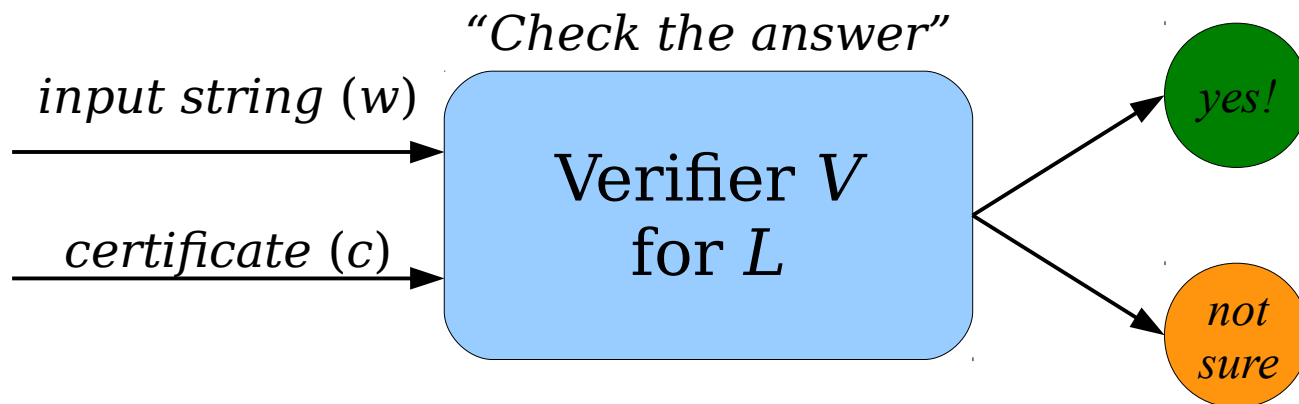 “Check the answer”
input string (w)
certificate (c)
Verifier V
for L
yes!
not
sure